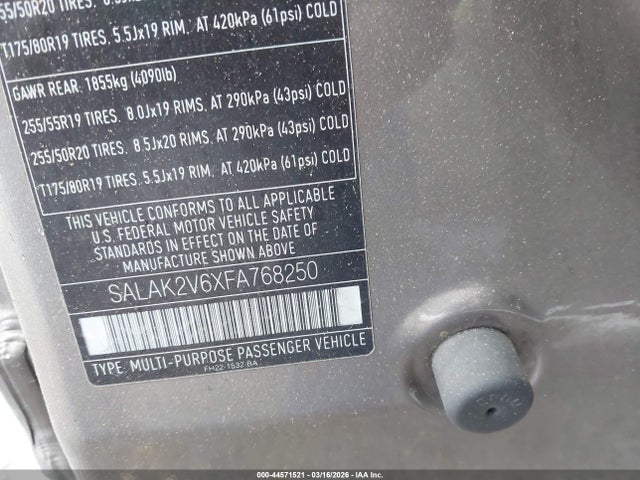 55/50R20 TIRES.
T175/80R19 TIRES. 5.5Jx19 RIM. AT 420kPa (61psi) COLD
GAWR REAR: 1855kg (4090lb)
255/55R19 TIRES. 8.0Jx19 RIMS. AT 290kPa (43psi) COLD
255/50R20 TIRES. 8.5Jx20 RIMS. AT 290kPa (43psi) COLD
T175/80R19 TIRES. 5.5Jx19 RIM. AT 420kPa (61psi) COLD
THIS VEHICLE CONFORMS TO ALL APPLICABLE
U.S. FEDERAL MOTOR VEHICLE SAFETY
STANDARDS IN EFFECT ON THE DATE OF
MANUFACTURE SHOWN ABOVE
SALAK2V6XFA768250
TYPE: MULTI-PURPOSE PASSENGER VEHICLE
FH22-1532-BA
000-44571521 - 03/16/2026 - IAA Inc.